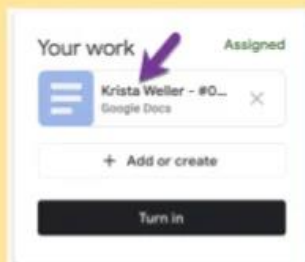 Your work
Assigned
Krista Weller - #0...
Google Docs
+ Add or create
Turn in